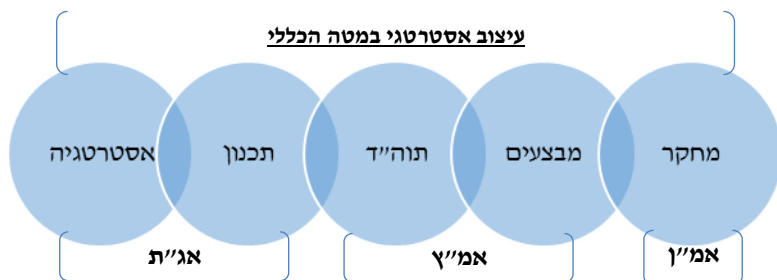 עיצוב אסטרטגי במטה הכללי
מחקר
מבצעים
תוה״ד
תכנון
אסטרטגיה
אמ״ן
אמ״ץ
אג״ת